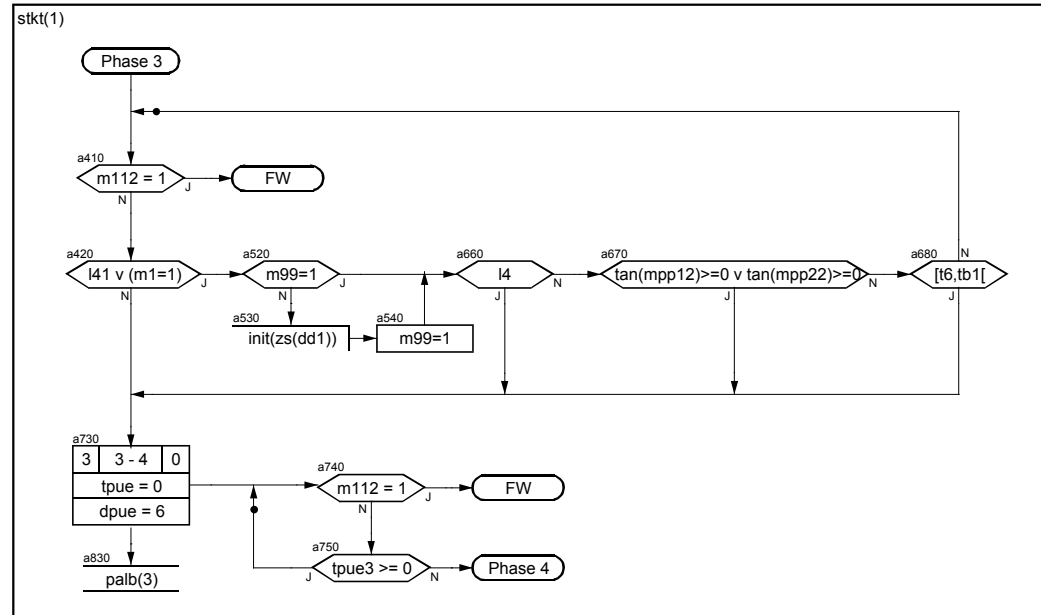 stkt(1)
Phase 3
a410
m112 = 1
J
N
FW
a420
l41 v (m1=1)
J
N
a520
m99=1
J
N
a530
init(zs(dd1))
a540
m99=1
a660
l4
N
J
a670
tan(mpp12)>=0 v tan(mpp22)>=0
N
J
a680
N
[t6,tb1[
J
a730
3 3 - 4 0
tpue = 0
dpue = 6
a740
m112 = 1
J
N
FW
a750
tpue3 >= 0
J
N
Phase 4
a830
palb(3)